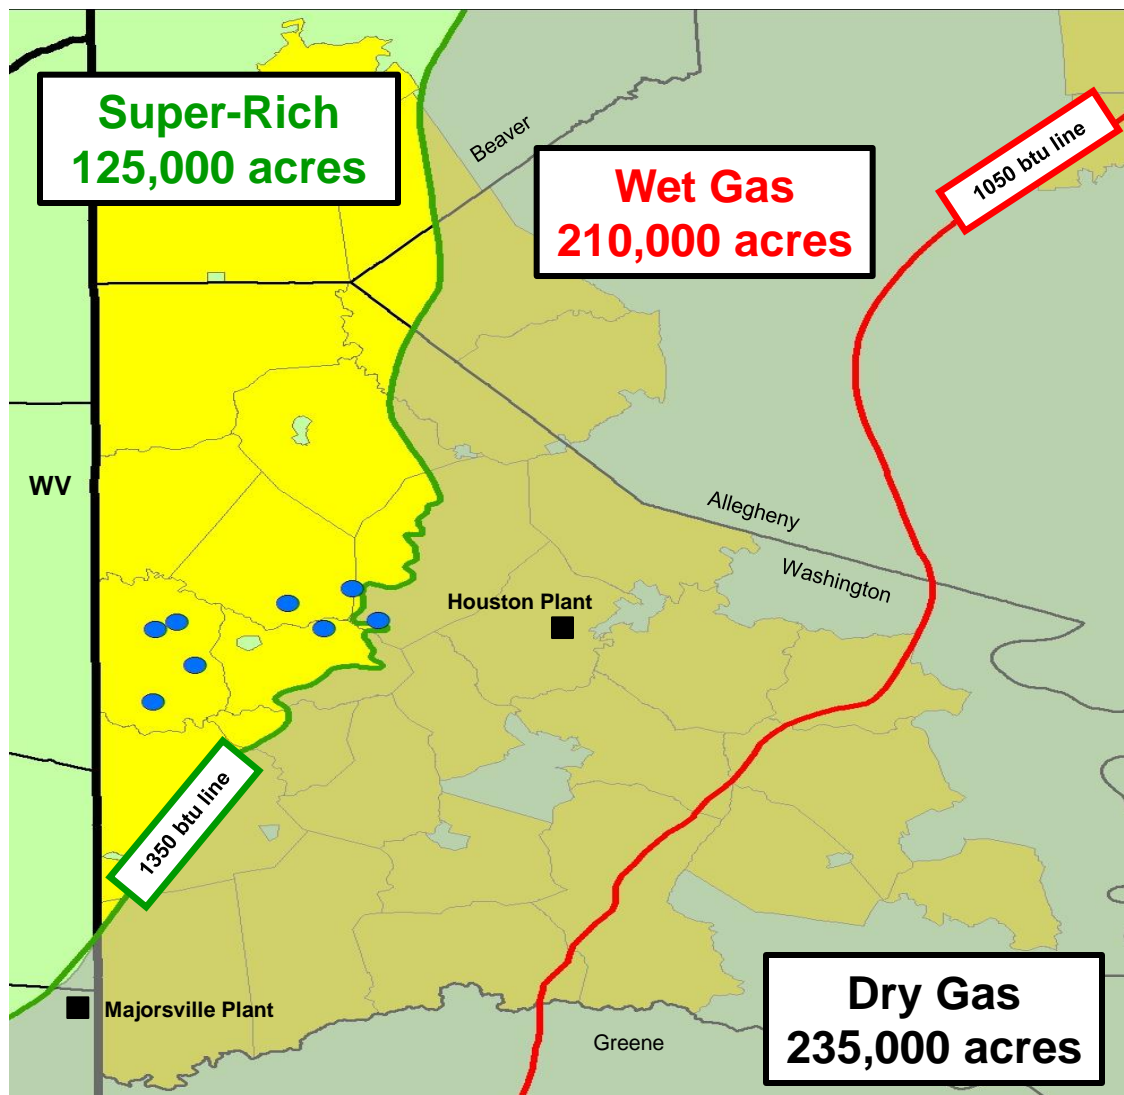 Super-Rich
125,000 acres
Beaver
1050 btu line
Wet Gas
210,000 acres
WV
Allegheny
Washington
Houston Plant
1350 btu line
Dry Gas
235,000 acres
Majorsville Plant
Greene